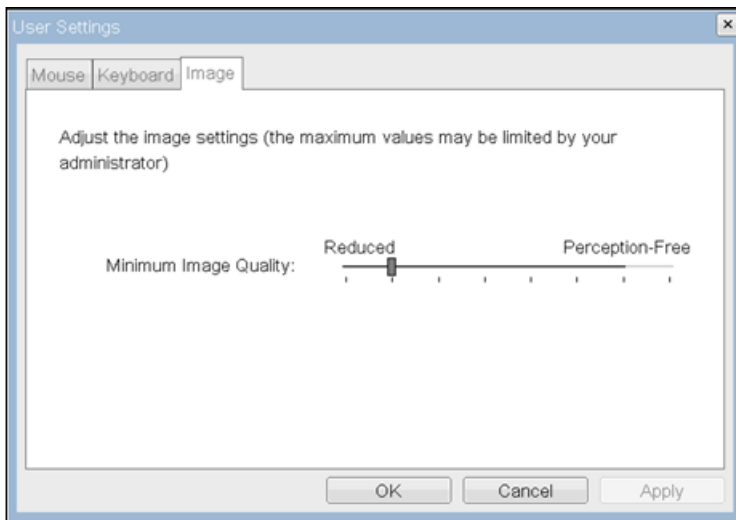 User Settings
Mouse Keyboard Image
Adjust the image settings (the maximum values may be limited by your
administrator)
Reduced Perception-Free
Minimum Image Quality:
OK Cancel Apply